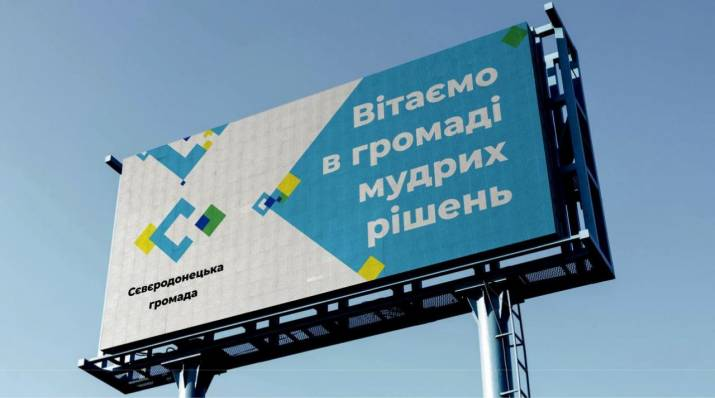 Сєвєродонецька
громада
Вітаємо
в громаді
мудрих
рішень